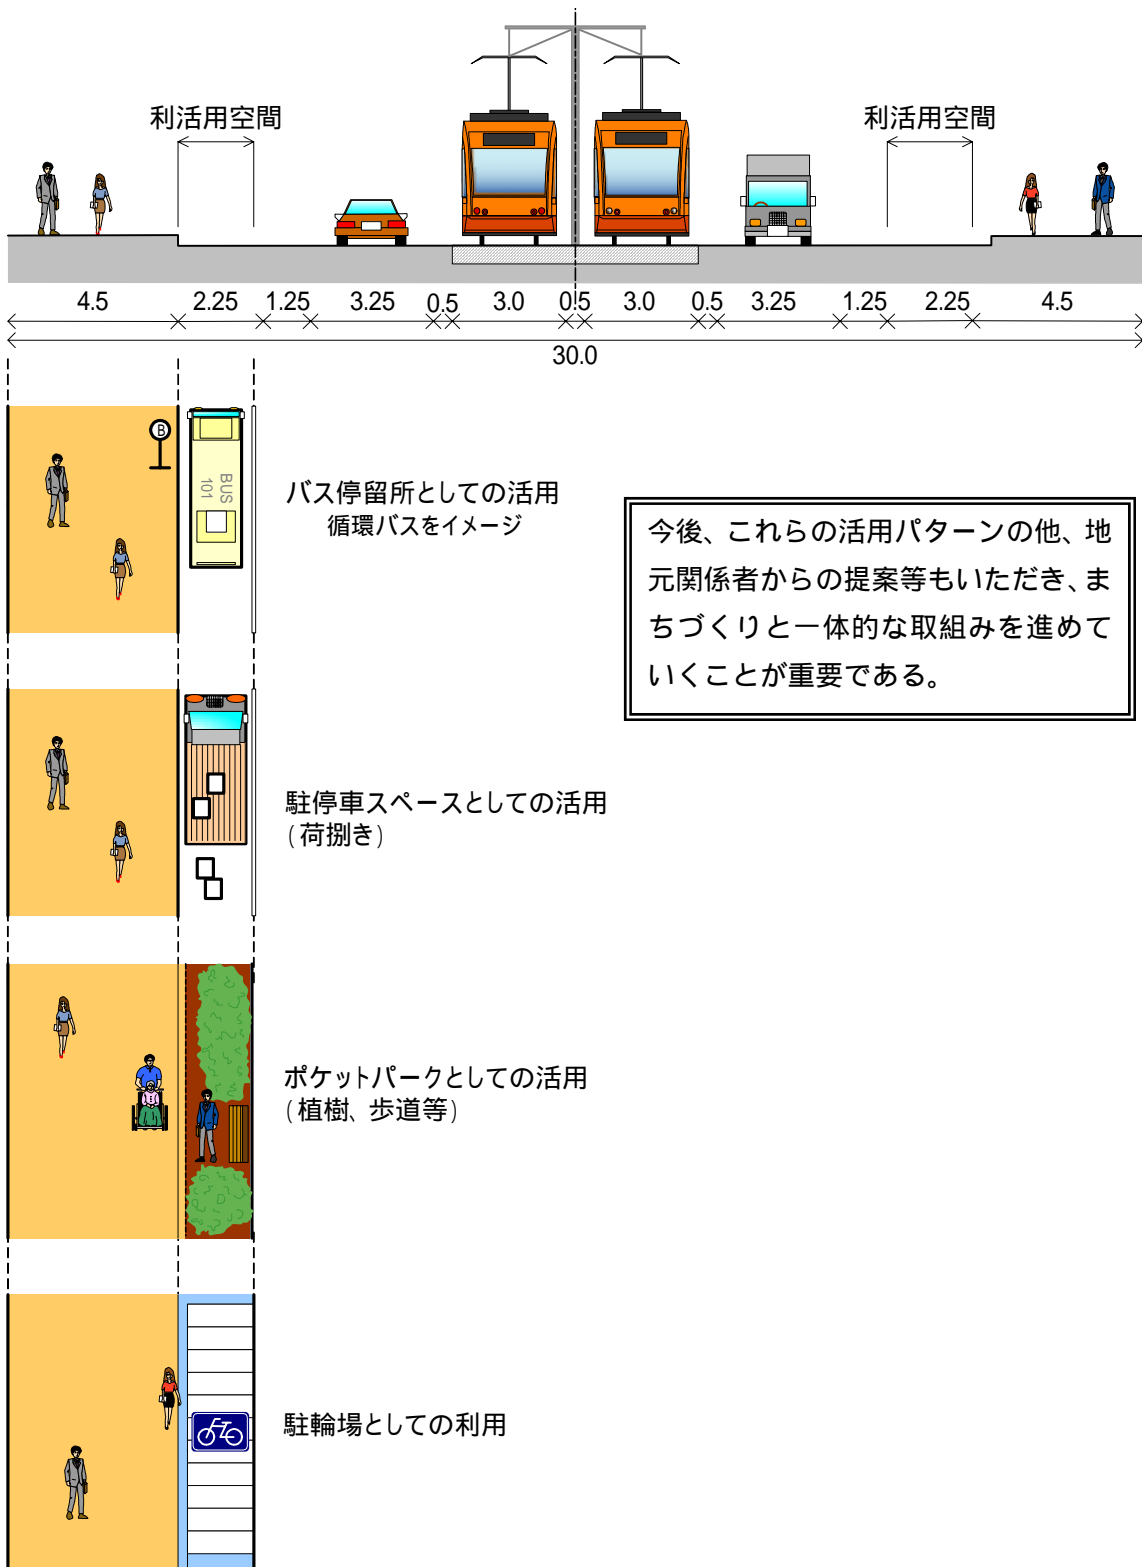 利活用空間 利活用空間
4.5 2.25 1.25 3.25 0.5 3.0 0.5 3.0 0.5 3.25 1.25 2.25 4.5
30.0
B
BUS
101
バス停留所としての活用
循環バスをイメージ
今後、これらの活用パターンの他、地
元関係者からの提案等もいただき、ま
ちづくりと一体的な取組みを進めて
いくことが重要である。
駐停車スペースとしての活用
(荷捌き)
ポケットパークとしての活用
(植樹、歩道等)
駐輪場としての利用